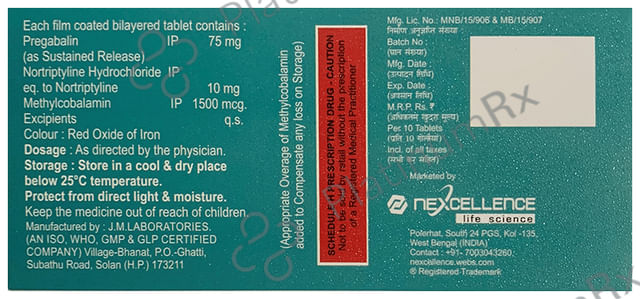 Each film coated bilayered tablet contains :
Pregabalin IP 75 mg
(as Sustained Release)
Nortriptyline Hydrochloride IP
eq. to Nortriptyline 10 mg
Methylcobalamin IP 1500 mcg.
Excipients q.s.
Colour : Red Oxide of Iron
Dosage : As directed by the physician.
Storage : Store in a cool & dry place
below 25°C temperature.
Protect from direct light & moisture.
Keep the medicine out of reach of children.
Manufactured by : J.M.LABORATORIES.
(AN ISO, WHO, GMP & GLP CERTIFIED
COMPANY) Village-Bhanat, P.O.-Ghatti,
Subathu Road, Solan (H.P.) 173211
(Appropriate Overage of Methylcobalamin
added to Compensate any loss on Storage)
SCHEDULE H PRESCRIPTION DRUG - CAUTION
Not to be sold by retail without the prescription
of a Registered Medical Practitioner
Mfg. Lic. No.: MNB/15/906 & MB/15/907
निर्माण अनुज्ञप्ति संख्या
Batch No :
(घान संख्या)
Mfg. Date :
(उत्पादन तिथि)
Exp. Date :
(अवसान तिथि)
M.R.P. Rs. ₹
(अधिकतम खुदरा मूल्य)
Per 10 Tablets
(प्रति 10 गोलियाँ)
Incl. of all taxes
(सभी कर सहित)
Marketed by :
NEXCELLENCE
life science
Polerhat, South 24 PGS, Kol -135,
West Bengal (INDIA)
Contact : +91- 7003043260
nexcellence.webs.com
® Registered Trademark
PlatinumRx